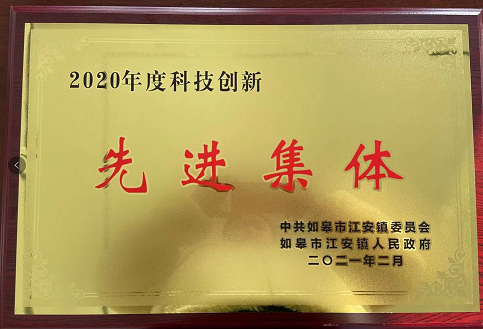 2020年度科技创新
先进集体
中共如皋市江安镇委员会
如皋市江安镇人民政府
二〇二一年二月